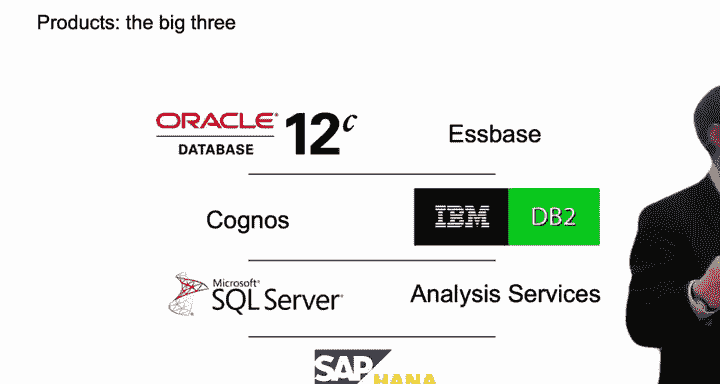 Products: the big three
ORACLE® DATABASE 12c Essbase
Cognos IBM DB2
Microsoft® SQL Server® Analysis Services
SAP HANA